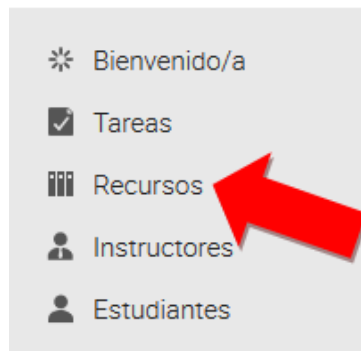 Bienvenido/a
Tareas
Recursos
Instructores
Estudiantes